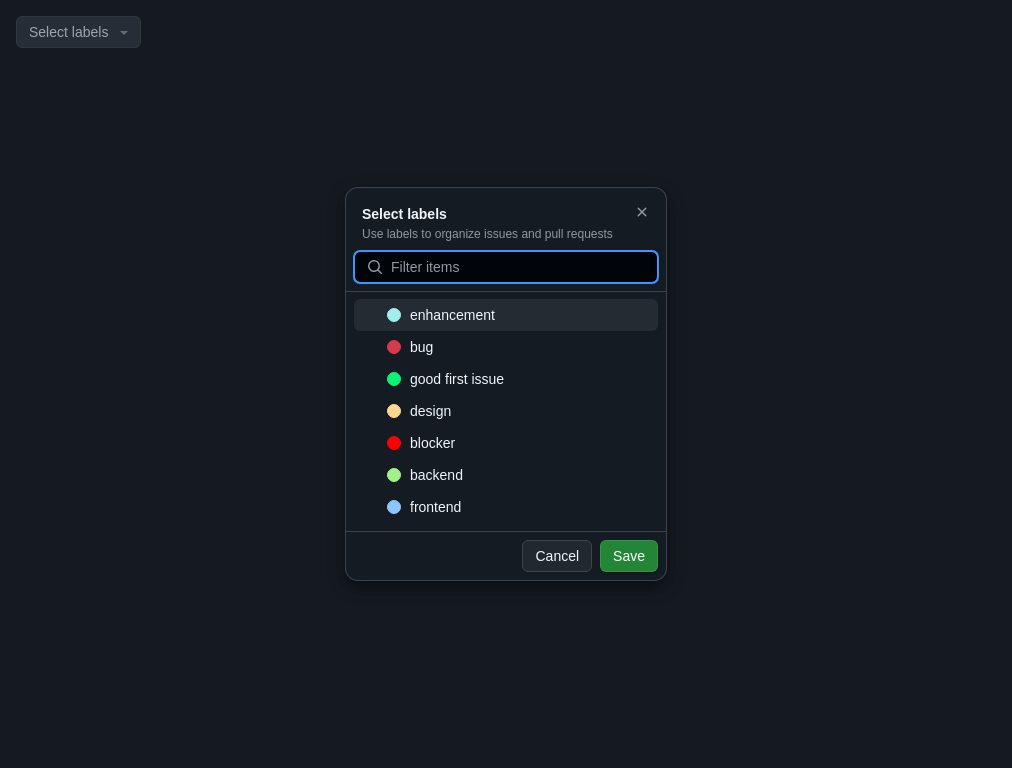 Select labels
Select labels
Use labels to organize issues and pull requests
Filter items
enhancement
bug
good first issue
design
blocker
backend
frontend
Cancel Save